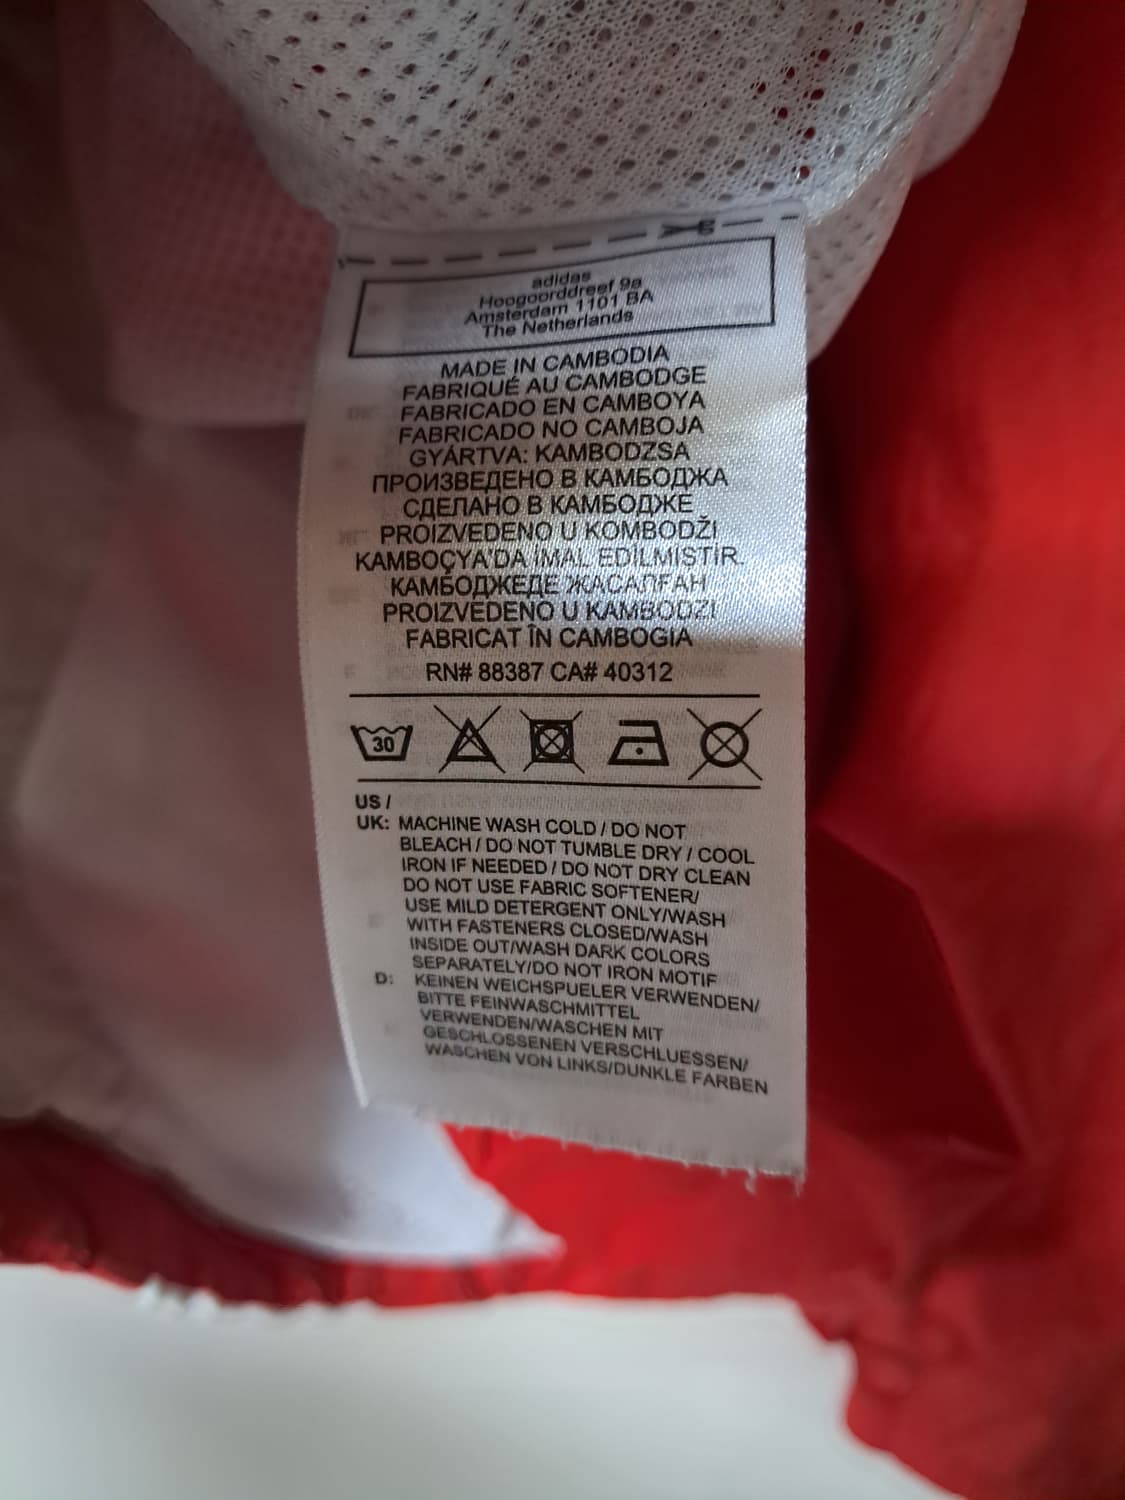 adidas
Hoogoorddreef 9a
Amsterdam 1101 BA
The Netherlands
MADE IN CAMBODIA
FABRIQUÉ AU CAMBODGE
FABRICADO EN CAMBOYA
FABRICADO NO CAMBOJA
GYÁRTVA: KAMBODZSA
ПРОИЗВЕДЕНО В КАМБОДЖА
СДЕЛАНО В КАМБОДЖЕ
PROIZVEDENO U KOMBODŽI
KAMBOÇYA'DA İMAL EDILMISTİR.
КАМБОДЖЕДЕ ЖАСАЛҒАН
PROIZVEDENO U KAMBODZI
FABRICAT ÎN CAMBOGIA
RN# 88387 CA# 40312
30
US /
UK: MACHINE WASH COLD / DO NOT
BLEACH / DO NOT TUMBLE DRY / COOL
IRON IF NEEDED / DO NOT DRY CLEAN
DO NOT USE FABRIC SOFTENER/
USE MILD DETERGENT ONLY/WASH
WITH FASTENERS CLOSED/WASH
INSIDE OUT/WASH DARK COLORS
SEPARATELY/DO NOT IRON MOTIF
D: KEINEN WEICHSPUELER VERWENDEN/
BITTE FEINWASCHMITTEL
VERWENDEN/WASCHEN MIT
GESCHLOSSENEN VERSCHLUESSEN/
WASCHEN VON LINKS/DUNKLE FARBEN